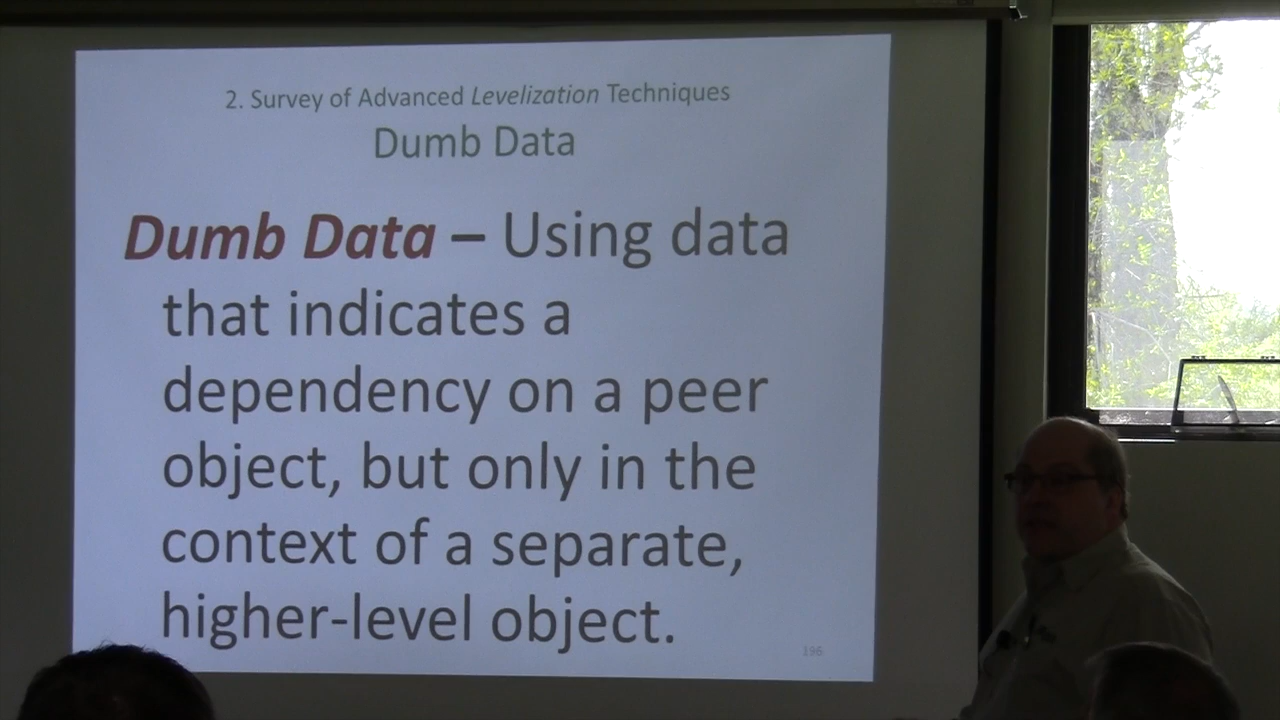 2. Survey of Advanced Levelization Techniques
Dumb Data
Dumb Data – Using data
that indicates a
dependency on a peer
object, but only in the
context of a separate,
higher-level object.
196